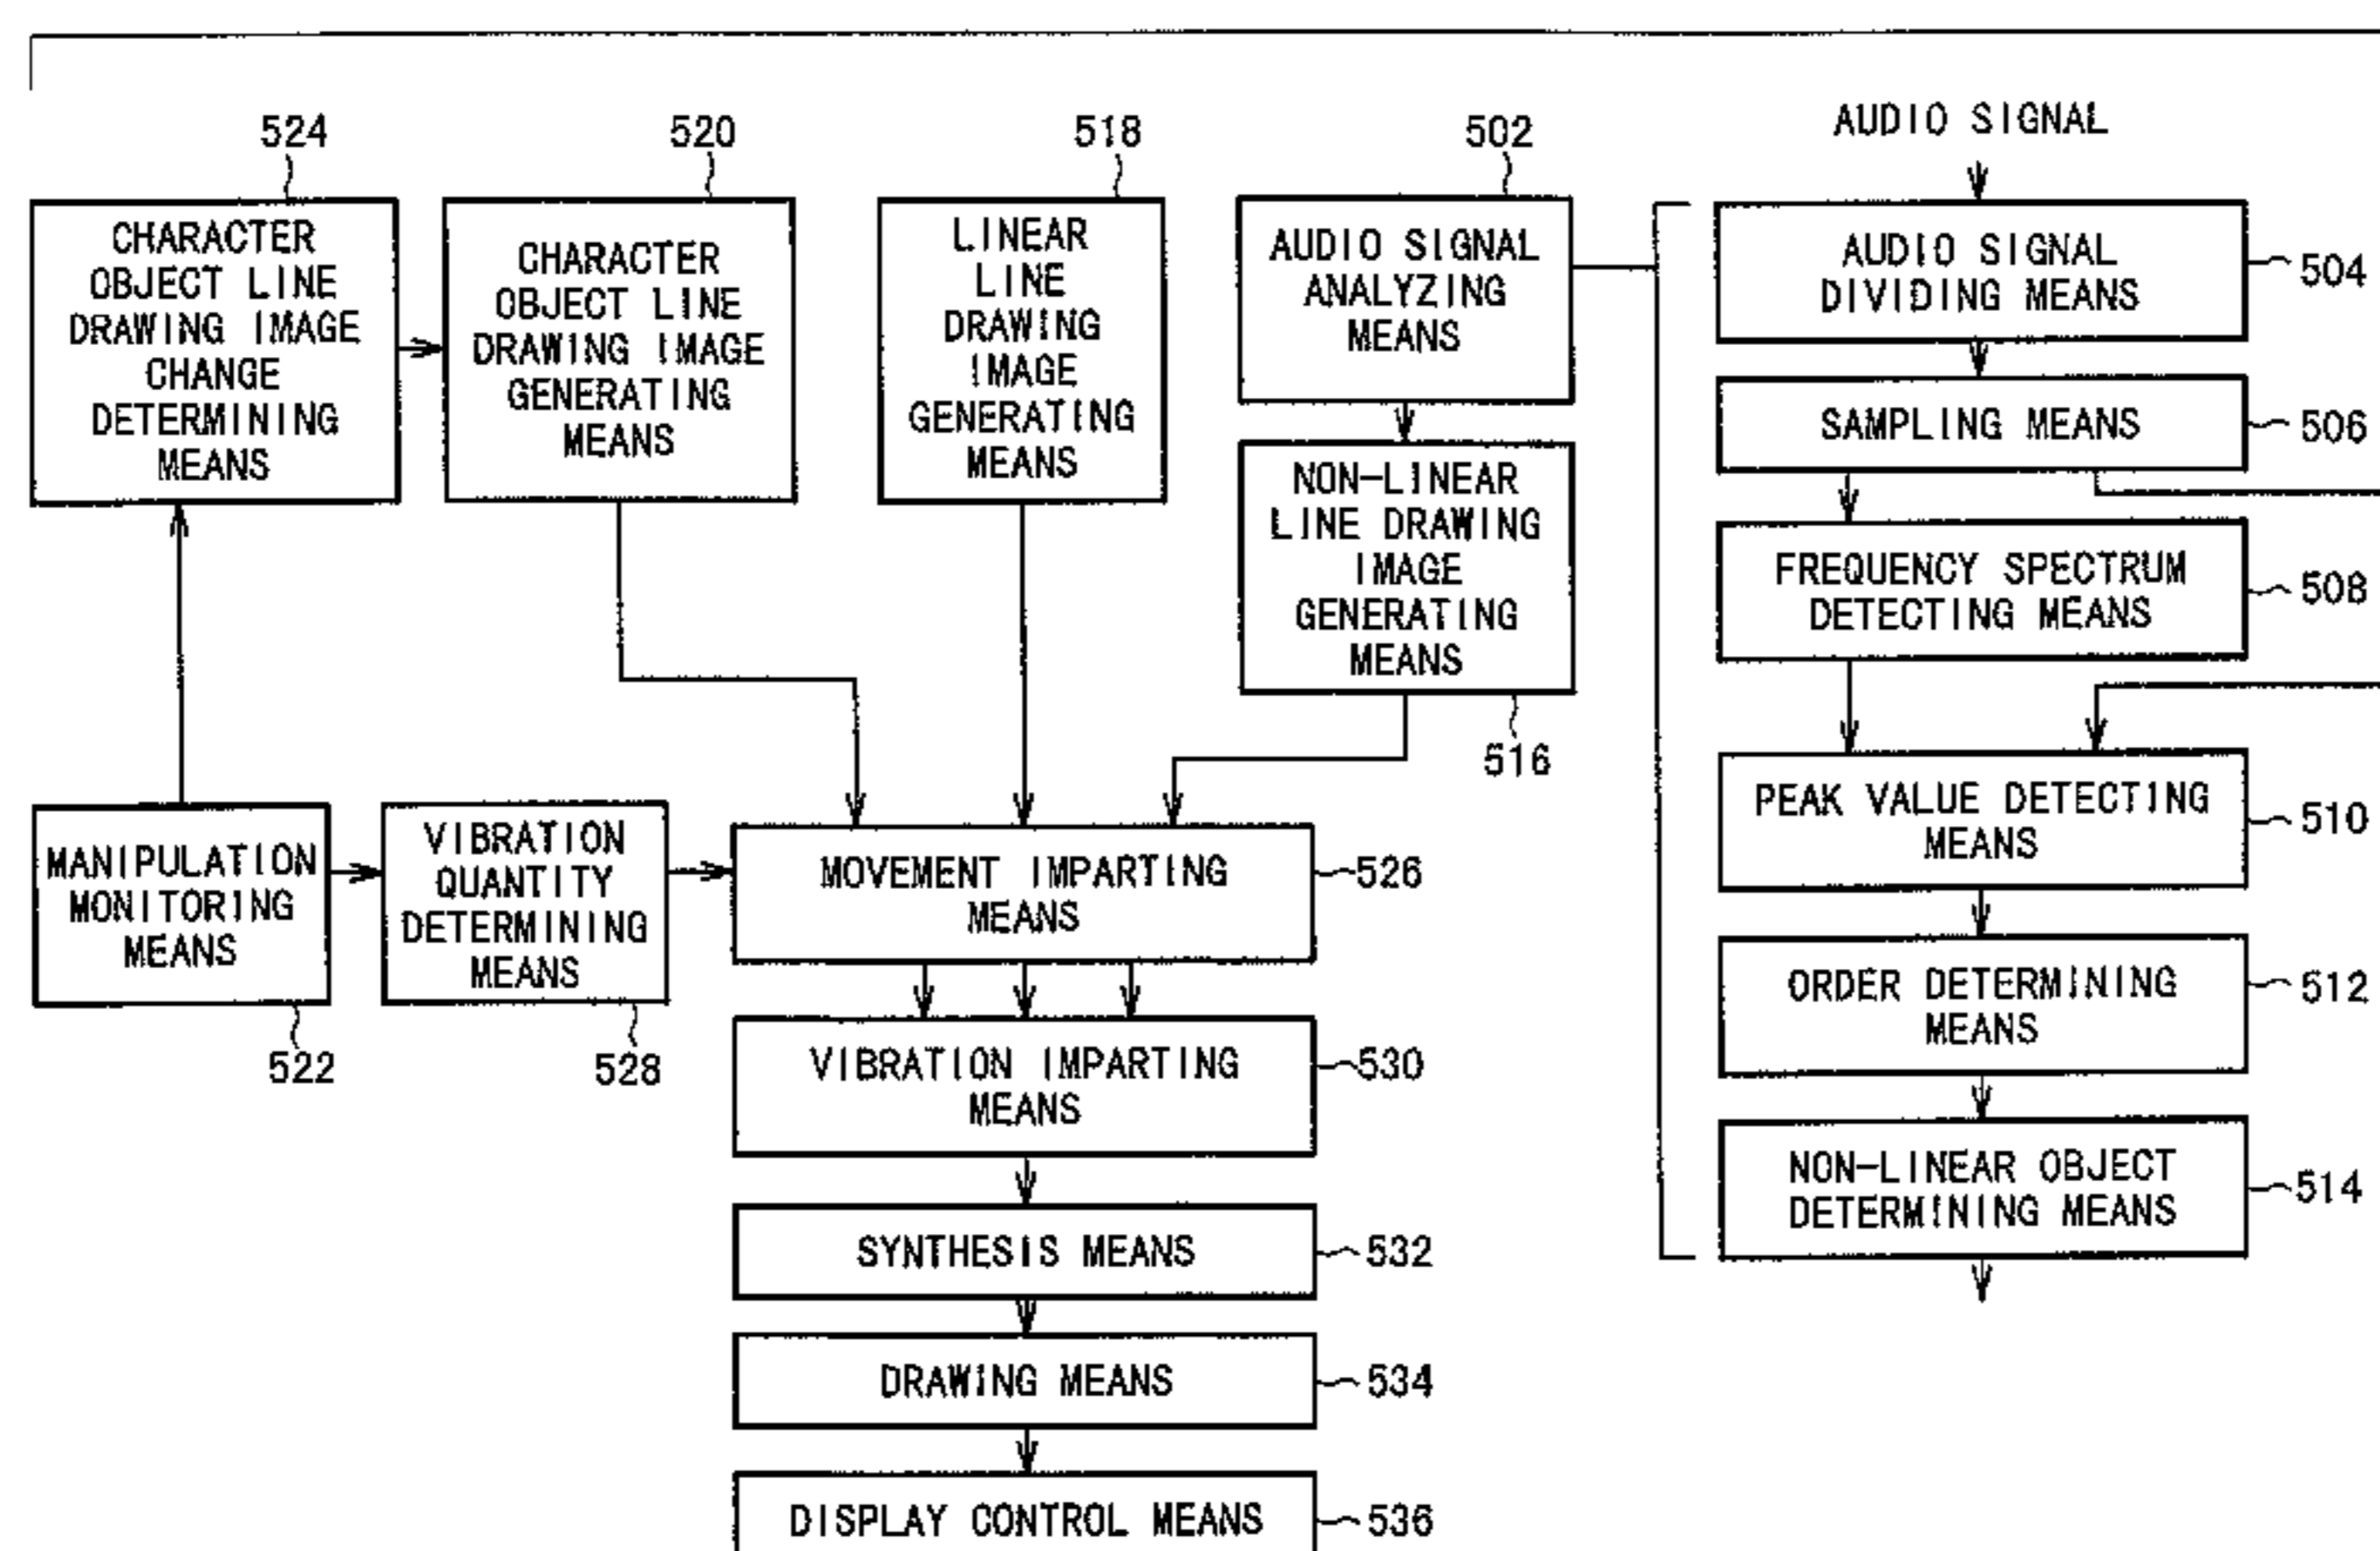 524
520
518
502
AUDIO SIGNAL
CHARACTER
OBJECT LINE
DRAWING IMAGE
CHANGE
DETERMINING
MEANS
CHARACTER
OBJECT LINE
DRAWING IMAGE
GENERATING
MEANS
LINEAR
LINE
DRAWING
IMAGE
GENERATING
MEANS
AUDIO SIGNAL
ANALYZING
MEANS
NON-LINEAR
LINE DRAWING
IMAGE
GENERATING
MEANS
516
MANIPULATION
MONITORING
MEANS
522
VIBRATION
QUANTITY
DETERMINING
MEANS
528
MOVEMENT IMPARTING
MEANS
526
VIBRATION IMPARTING
MEANS
530
SYNTHESIS MEANS
532
DRAWING MEANS
534
DISPLAY CONTROL MEANS
536
AUDIO SIGNAL
DIVIDING MEANS
504
SAMPLING MEANS
506
FREQUENCY SPECTRUM
DETECTING MEANS
508
PEAK VALUE DETECTING
MEANS
510
ORDER DETERMINING
MEANS
512
NON-LINEAR OBJECT
DETERMINING MEANS
514